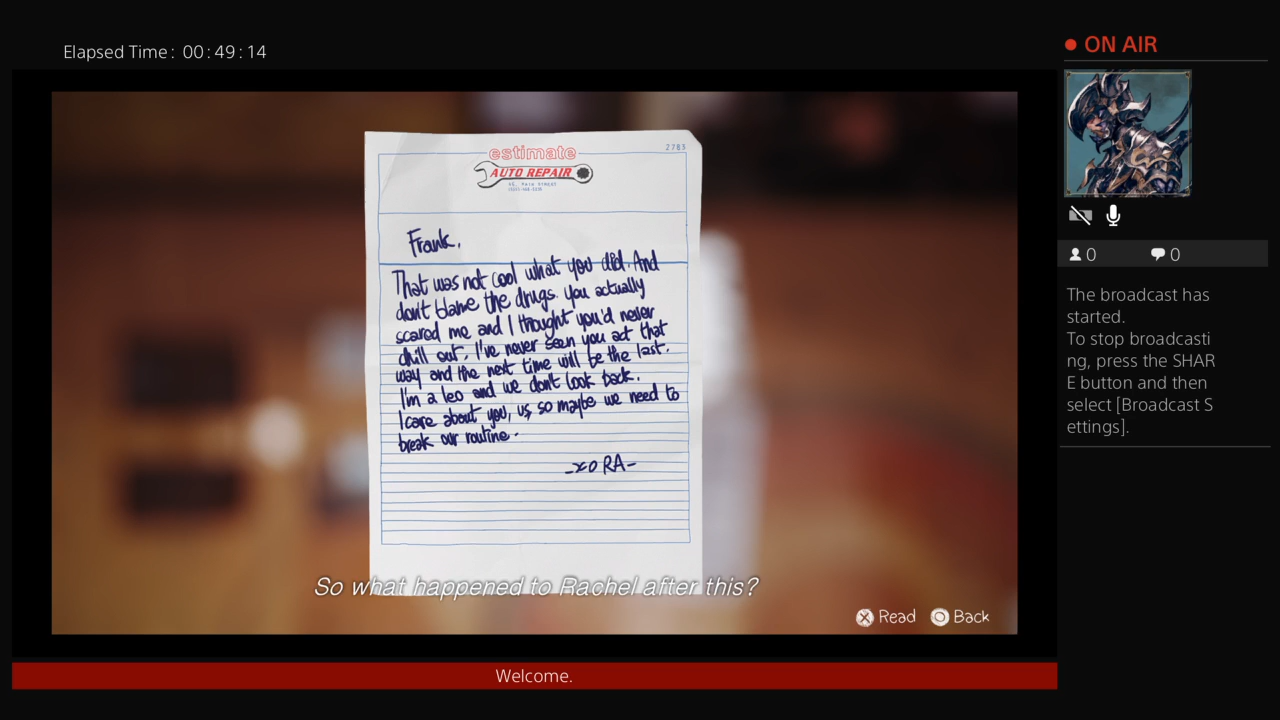 Elapsed Time: 00:49:14
ON AIR
estimate
2783
AUTO REPAIR
Frank,
That was not cool what you did. And
don't blame the drugs. You actually
scared me and I thought you'd never
chill out. I've never seen you act that
way and the next time will be the last.
I'm a leo and we don't look back.
I care about you, us, so maybe we need to
break our routine.
-xo RA-
So what happened to Rachel after this?
Read
Back
Welcome.
0
0
The broadcast has
started.
To stop broadcasti
ng, press the SHAR
E button and then
select [Broadcast S
ettings].